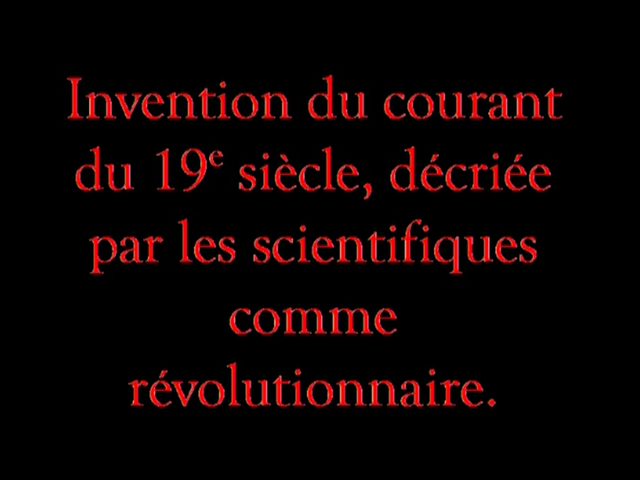 Invention du courant
du 19e siècle, décriée
par les scientifiques
comme
révolutionnaire.